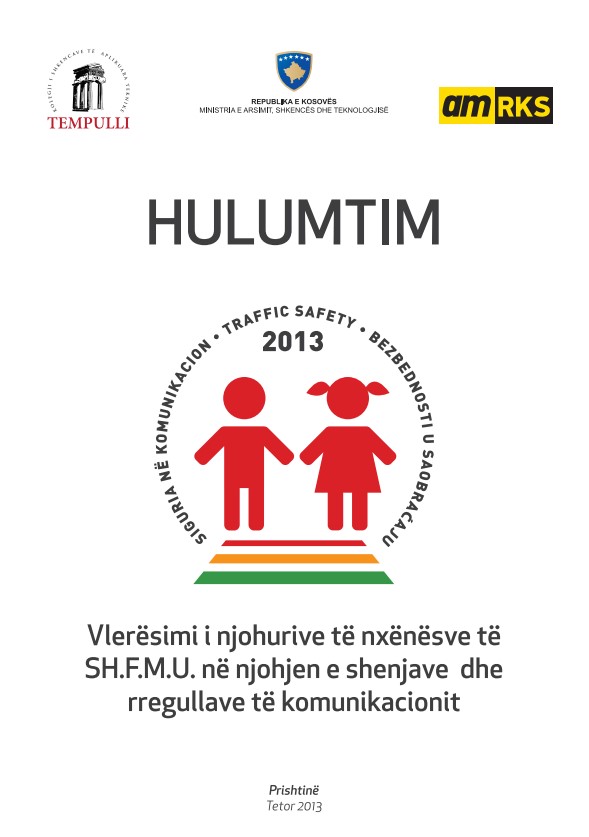 KOLEGJI I SHKENCAVE TË APLIKUARA TEKNIKE
TEMPULLI
REPUBLIKA E KOSOVËS
MINISTRIA E ARSIMIT, SHKENCËS DHE TEKNOLOGJISË
am RKS
HULUMTIM
SIGURIA NË KOMUNIKACION • TRAFFIC SAFETY • BEZBEDNOSTI U SAOBRAĆAJU
2013
Vlerësimi i njohurive të nxënësve të
SH.F.M.U. në njohjen e shenjave dhe
rregullave të komunikacionit
Prishtinë
Tetor 2013